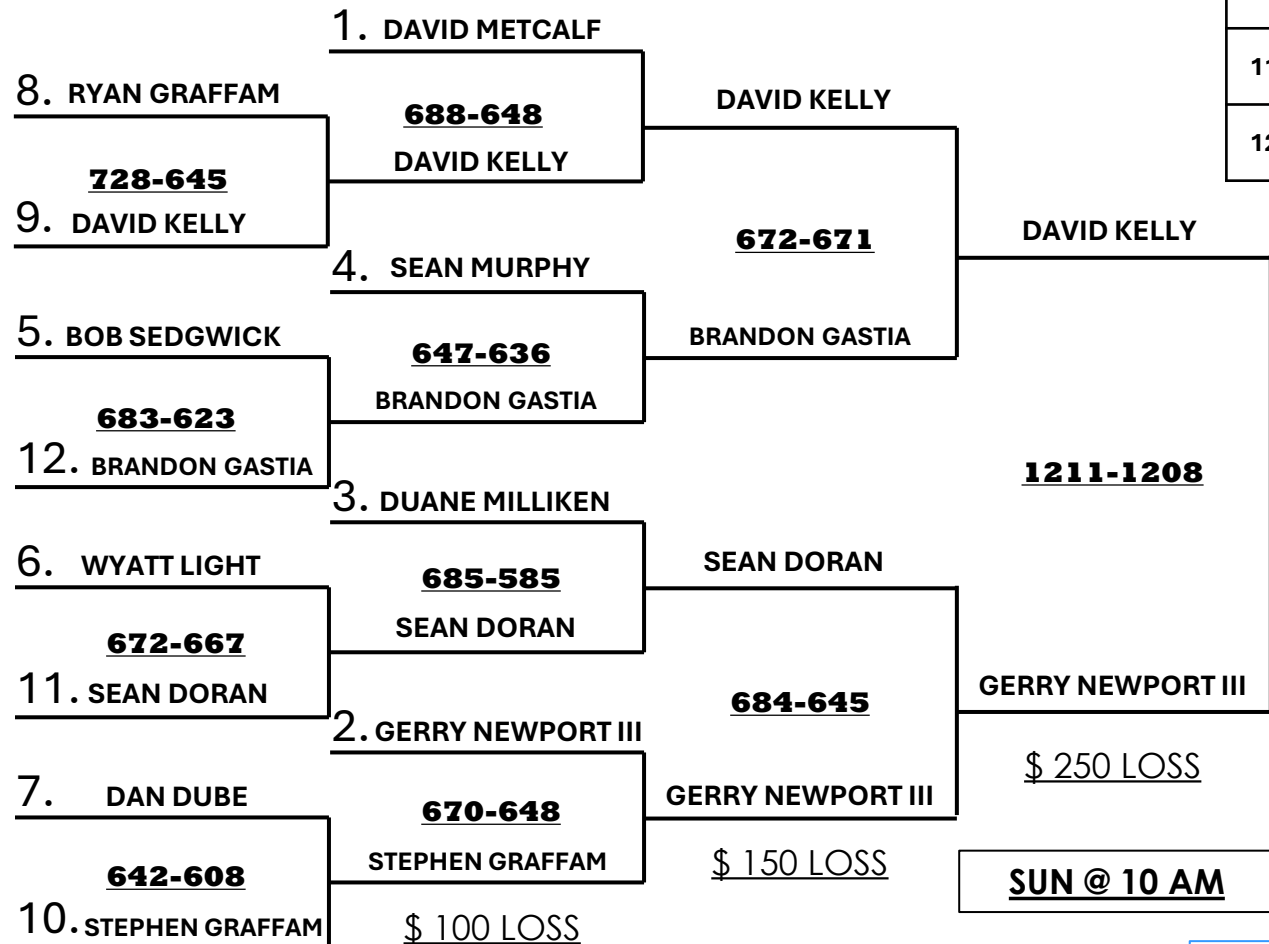 1. DAVID METCALF
8. RYAN GRAFFAM
688-648
DAVID KELLY
728-645
DAVID KELLY
9. DAVID KELLY
4. SEAN MURPHY
672-671
DAVID KELLY
5. BOB SEDGWICK
647-636
BRANDON GASTIA
BRANDON GASTIA
683-623
12. BRANDON GASTIA
3. DUANE MILLIKEN
1211-1208
6. WYATT LIGHT
685-585
SEAN DORAN
SEAN DORAN
672-667
11. SEAN DORAN
684-645
GERRY NEWPORT III
2. GERRY NEWPORT III
7. DAN DUBE
670-648
GERRY NEWPORT III
$ 250 LOSS
STEPHEN GRAFFAM
$ 150 LOSS
642-608
SUN @ 10 AM
10. STEPHEN GRAFFAM
$ 100 LOSS